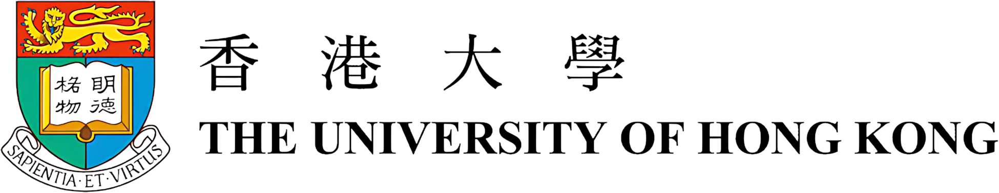 明德
格物
SAPIENTIA·ET·VIRTUS
香港大學
THE UNIVERSITY OF HONG KONG